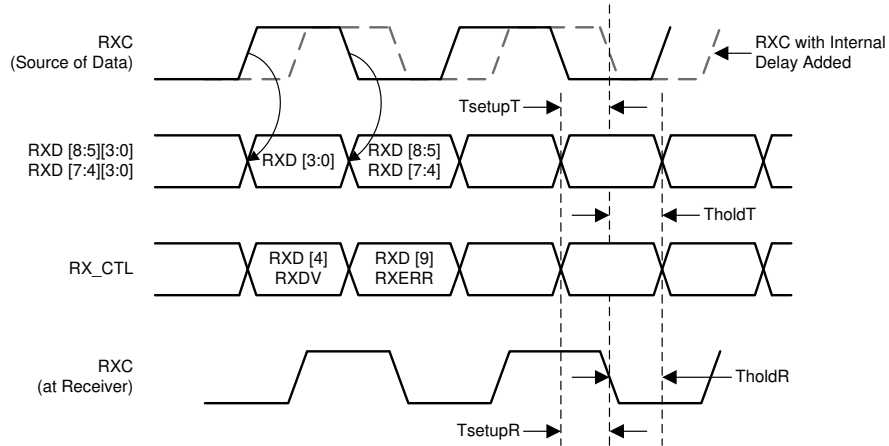 RXC
(Source of Data)
RXC with Internal
Delay Added
TsetupT
RXD [8:5][3:0]
RXD [7:4][3:0]
RXD [3:0]
RXD [8:5]
RXD [7:4]
TholdT
RX_CTL
RXD [4]
RXDV
RXD [9]
RXERR
RXC
(at Receiver)
TholdR
TsetupR